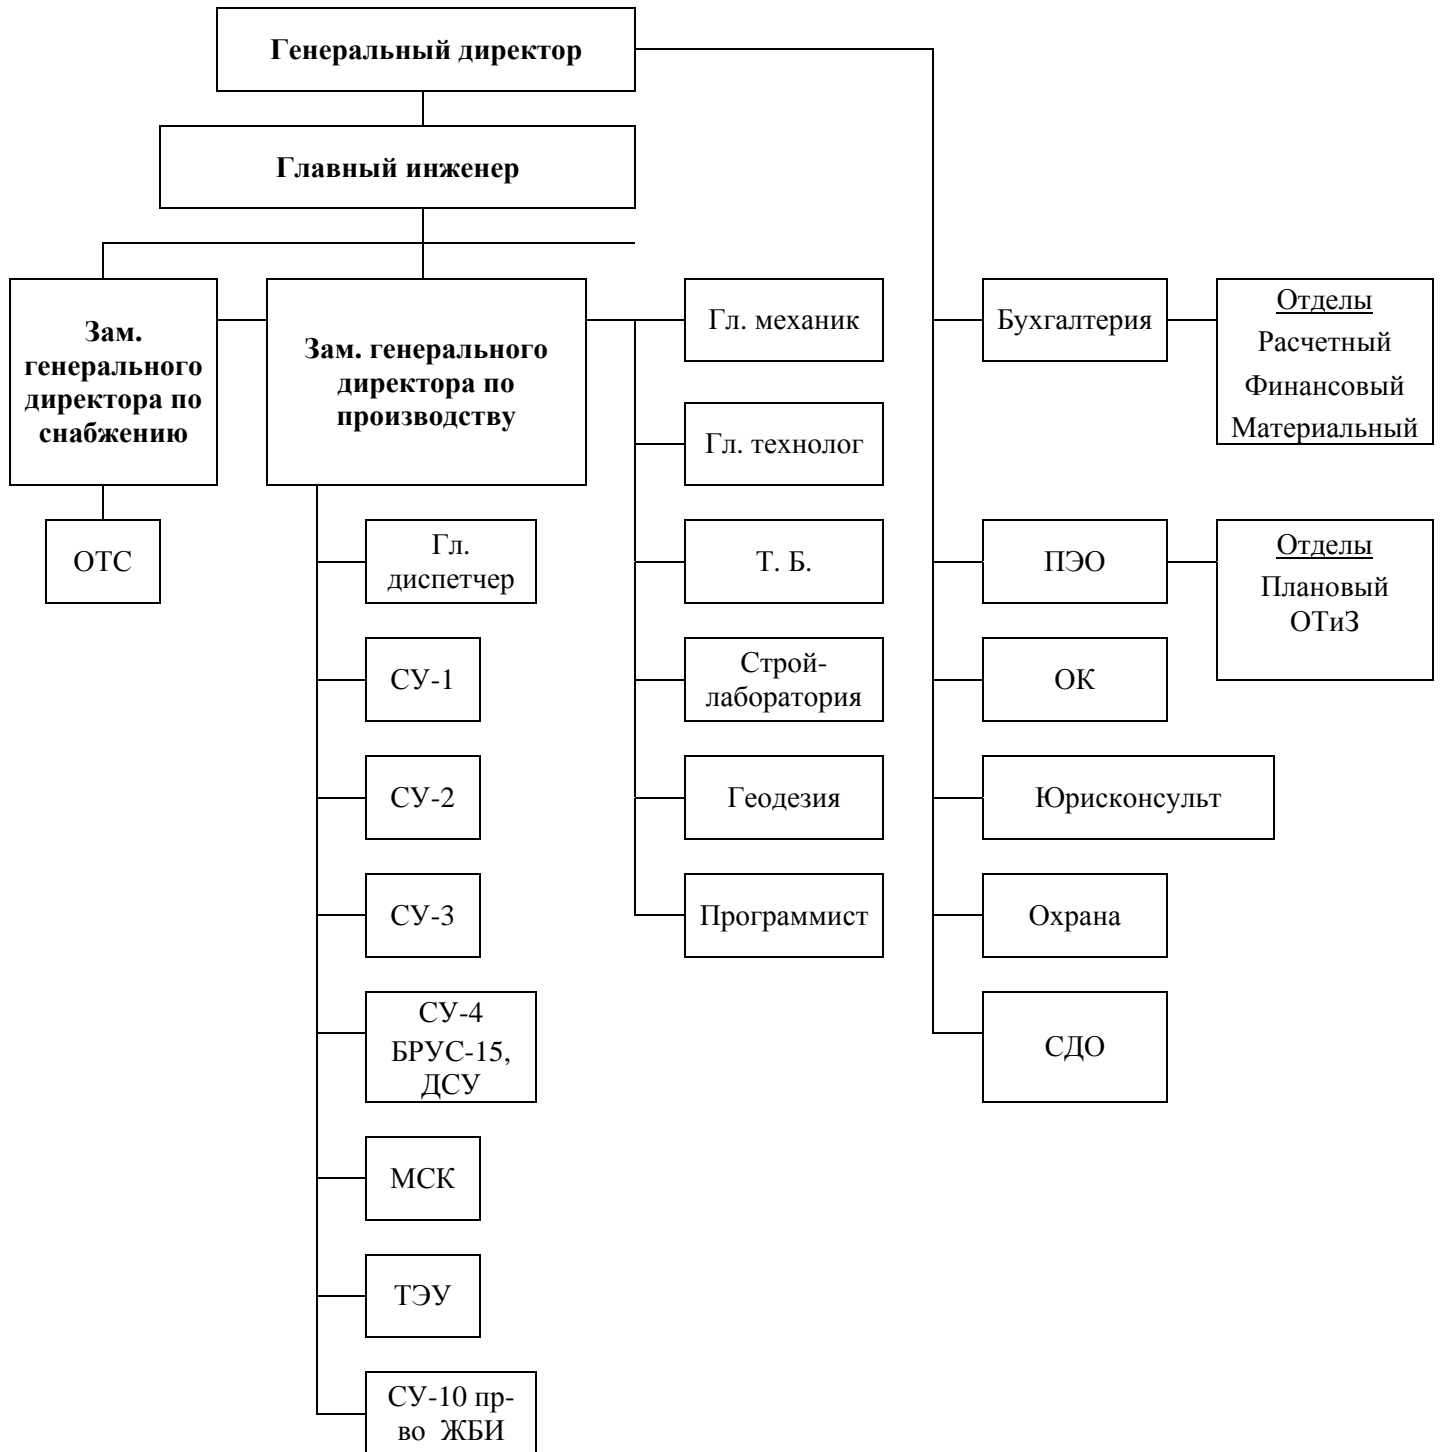 Генеральный директор
Главный инженер
Зам.
генерального
директора по
снабжению
Зам. генерального
директора по
производству
Гл. механик
Бухгалтерия
Отделы
Расчетный
Финансовый
Материальный
Гл. технолог
ОТС
Гл.
диспетчер
Т. Б.
ПЭО
Отделы
Плановый
ОТиЗ
СУ-1
Строй-
лаборатория
ОК
СУ-2
Геодезия
Юрисконсульт
СУ-3
Программист
Охрана
СУ-4
БРУС-15,
ДСУ
СДО
МСК
ТЭУ
СУ-10 пр-
во ЖБИ